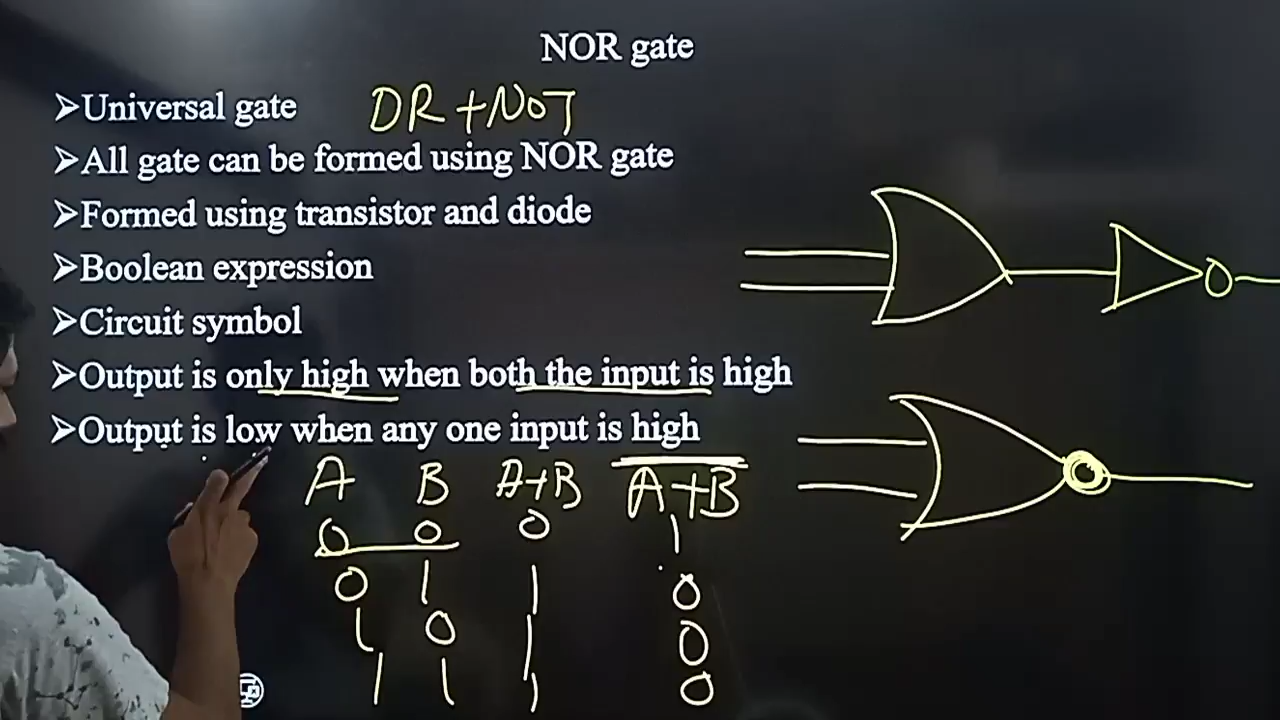 NOR gate
➢Universal gate OR+NOT
➢All gate can be formed using NOR gate
➢Formed using transistor and diode
➢Boolean expression
➢Circuit symbol
➢Output is only high when both the input is high
➢Output is low when any one input is high
A B A+B A̅+̅B̅
0 0 0 1
0 1 1 0
1 0 1 0
1 1 1 0